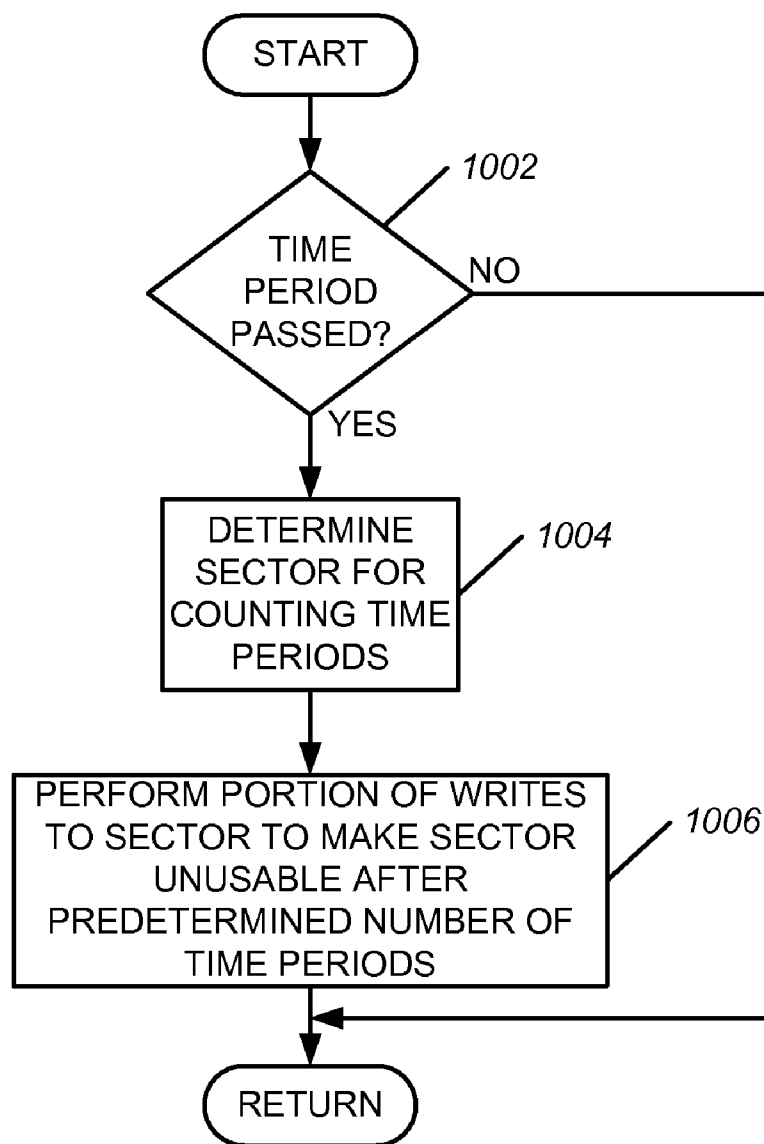 START
1002
TIME
PERIOD
PASSED?
NO
YES
DETERMINE
SECTOR FOR
COUNTING TIME
PERIODS
1004
PERFORM PORTION OF WRITES
TO SECTOR TO MAKE SECTOR
UNUSABLE AFTER
PREDETERMINED NUMBER OF
TIME PERIODS
1006
RETURN